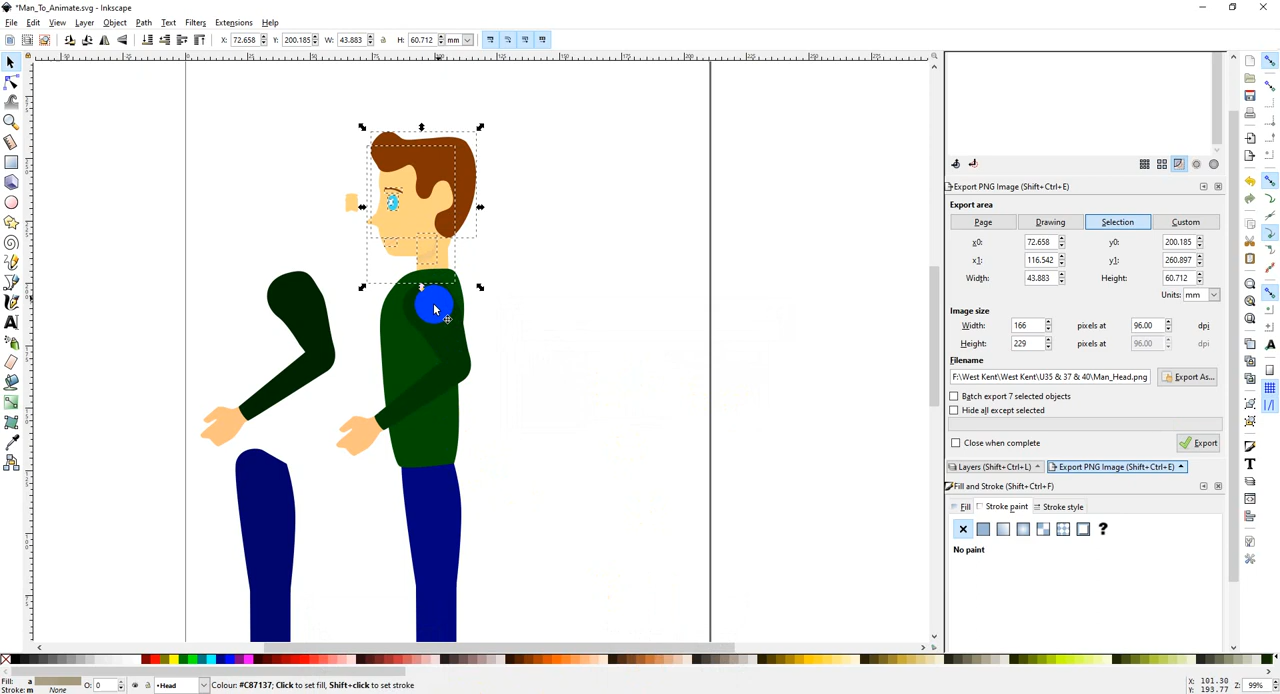 *Man_To_Animate.svg - Inkscape
File Edit View Layer Object Path Text Filters Extensions Help
X: 72.658 Y: 200.185 W: 43.883 H: 60.712 mm
Export PNG Image (Shift+Ctrl+E)
Export area
Page Drawing Selection Custom
x0: 72.658 y0: 200.185
x1: 116.542 y1: 260.897
Width: 43.883 Height: 60.712
Units: mm
Image size
Width: 166 pixels at 96.00 dpi
Height: 229 pixels at 96.00 dpi
Filename
F:\West Kent\West Kent\U35 & 37 & 40\Man_Head.png Export As...
Batch export 7 selected objects
Hide all except selected
Close when complete Export
Layers (Shift+Ctrl+L) Export PNG Image (Shift+Ctrl+E)
Fill and Stroke (Shift+Ctrl+F)
Fill Stroke paint Stroke style
?
No paint
Fill: a O: 0 •Head Colour: #C87137; Click to set fill, Shift+click to set stroke X: 101.30 Z: 99%
Stroke: m None Y: 193.77